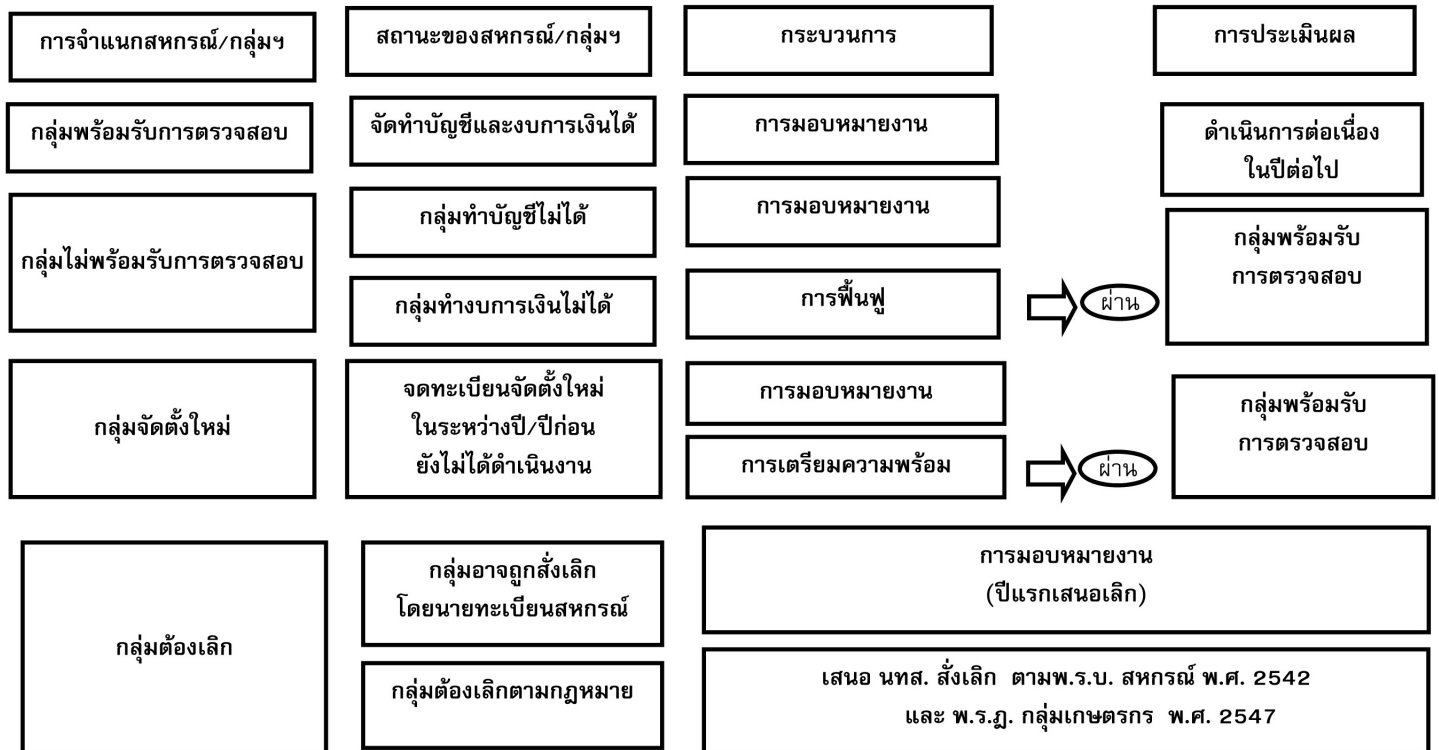 การจำแนกสหกรณ์/กลุ่มฯ
สถานะของสหกรณ์/กลุ่มฯ
กระบวนการ
การประเมินผล
กลุ่มพร้อมรับการตรวจสอบ
จัดทำบัญชีและงบการเงินได้
การมอบหมายงาน
ดำเนินการต่อเนื่อง
ในปีต่อไป
กลุ่มไม่พร้อมรับการตรวจสอบ
กลุ่มทำบัญชีไม่ได้
การมอบหมายงาน
กลุ่มทำงบการเงินไม่ได้
การฟื้นฟู
ผ่าน
กลุ่มพร้อมรับ
การตรวจสอบ
กลุ่มจัดตั้งใหม่
จดทะเบียนจัดตั้งใหม่
ในระหว่างปี/ปีก่อน
ยังไม่ได้ดำเนินงาน
การมอบหมายงาน
การเตรียมความพร้อม
ผ่าน
กลุ่มพร้อมรับ
การตรวจสอบ
กลุ่มต้องเลิก
กลุ่มอาจถูกสั่งเลิก
โดยนายทะเบียนสหกรณ์
การมอบหมายงาน
(ปีแรกเสนอเลิก)
กลุ่มต้องเลิกตามกฎหมาย
เสนอ นทส. สั่งเลิก ตามพ.ร.บ. สหกรณ์ พ.ศ. 2542
และ พ.ร.ฎ. กลุ่มเกษตรกร พ.ศ. 2547